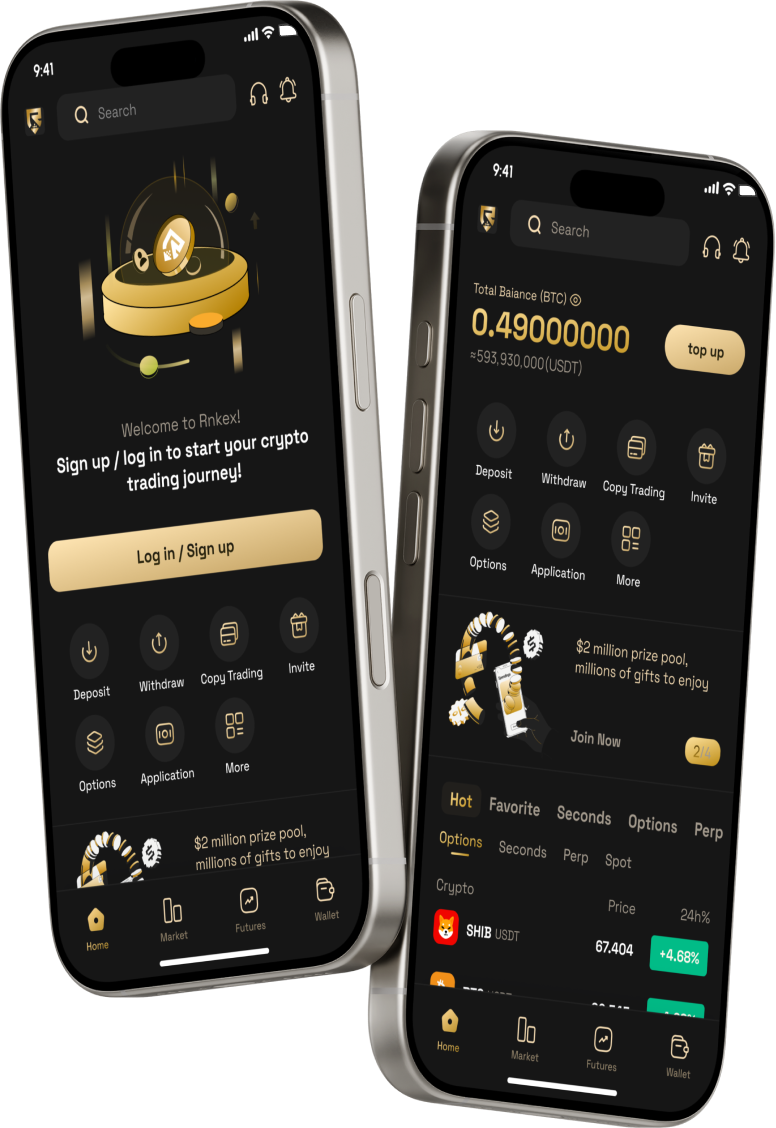 9:41
Search
Welcome to Rnkex!
Sign up / log in to start your crypto
trading journey!
Log in / Sign up
Deposit
Withdraw
Copy Trading
Invite
Options
Application
More
$2 million prize pool,
millions of gifts to enjoy
Home
Market
Futures
Wallet
9:41
Search
Total Baiance (BTC)
0.49000000
≈593,930,000(USDT)
top up
Deposit
Withdraw
Copy Trading
Invite
Options
Application
More
$2 million prize pool,
millions of gifts to enjoy
Join Now
2/4
Hot Favorite Seconds Options Perp
Options Seconds Perp Spot
Crypto Price 24h%
SHIB USDT 67.404 +4.68%
Home
Market
Futures
Wallet